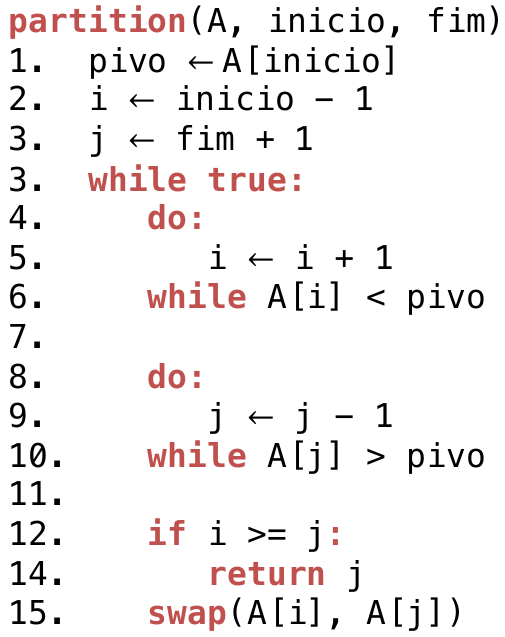 partition(A, inicio, fim)
1. pivo ←A[inicio]
2. i ← inicio - 1
3. j ← fim + 1
3. while true:
4. do:
5. i ← i + 1
6. while A[i] < pivo
7.
8. do:
9. j ← j - 1
10. while A[j] > pivo
11.
12. if i >= j:
14. return j
15. swap(A[i], A[j])